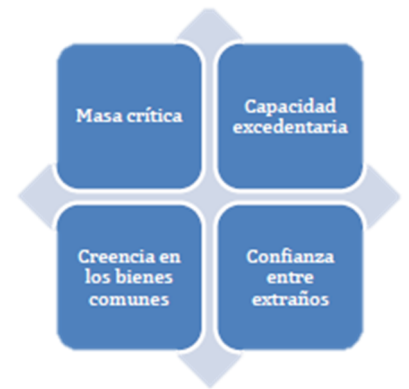 Masa crítica
Capacidad
excedentaria
Creencia en
los bienes
comunes
Confianza
entre
extraños